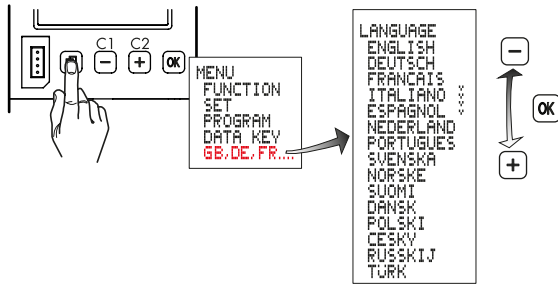 C1 C2
− + OK
MENU
FUNCTION
SET
PROGRAM
DATA KEY
GB,DE,FR....
LANGUAGE
ENGLISH
DEUTSCH
FRANCAIS
ITALIANO
ESPAGNOL
NEDERLAND
PORTUGUES
SVENSKA
NORSKE
SUOMI
DANSK
POLSKI
CESKY
RUSSKIJ
TURK
−
OK
+